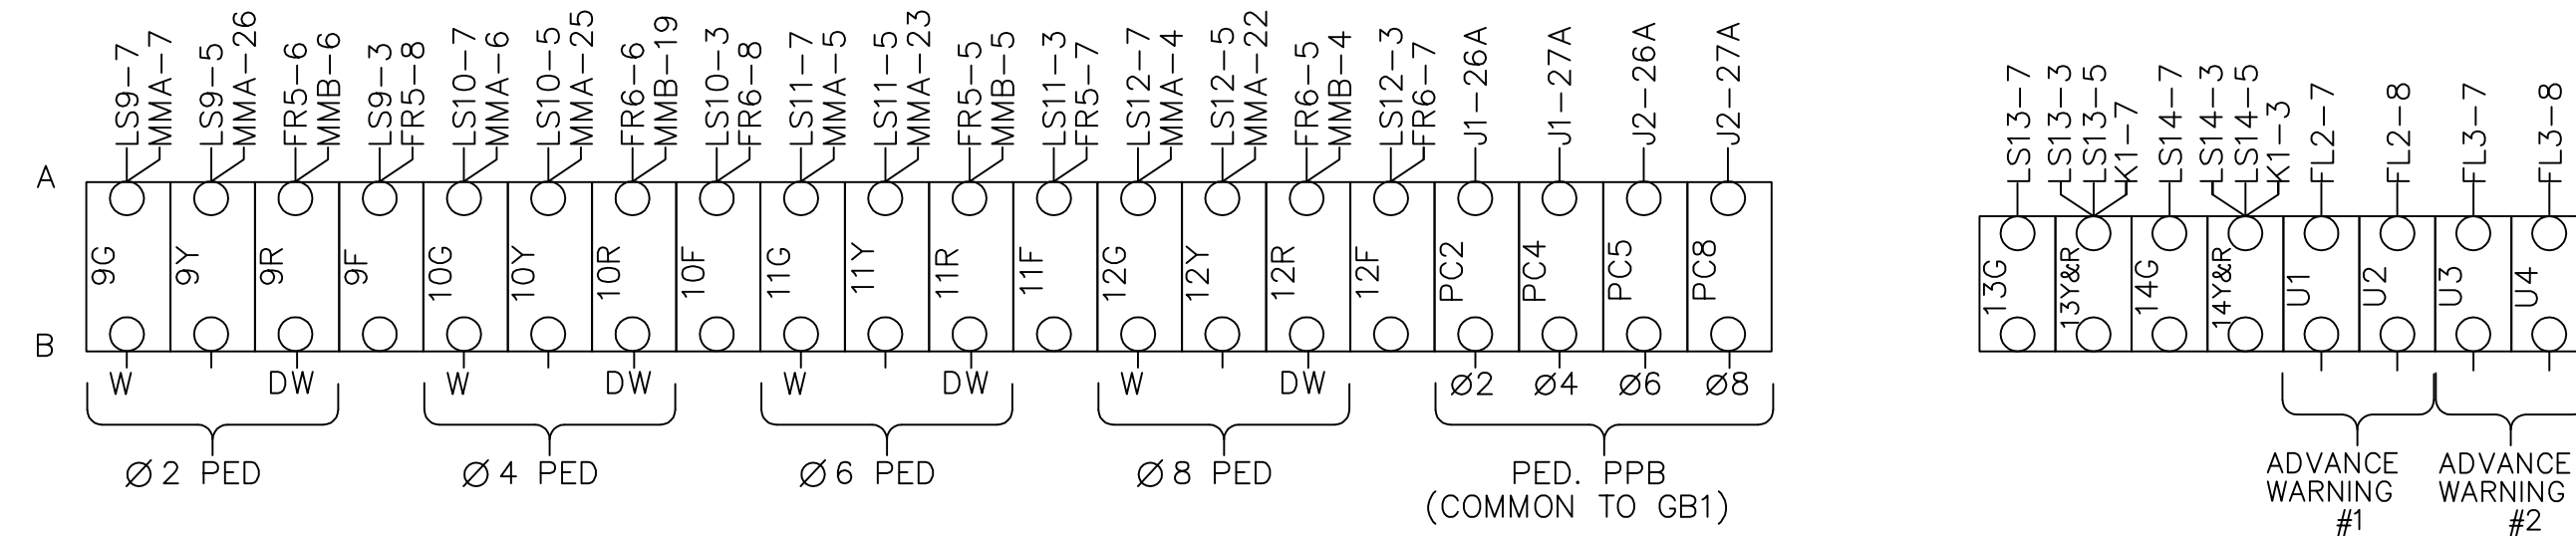 LS9-7
MMA-7
LS9-5
MMA-26
FR5-6
MMB-6
LS9-3
FR5-8
LS10-7
MMA-6
LS10-5
MMA-25
FR6-6
MMB-19
LS10-3
FR6-8
LS11-7
MMA-5
LS11-5
MMA-23
FR5-5
MMB-5
LS11-3
FR5-7
LS12-7
MMA-4
LS12-5
MMA-22
FR6-5
MMB-4
LS12-3
FR6-7
J1-26A
J1-27A
J2-26A
J2-27A
A
9G
9Y
9R
9F
10G
10Y
10R
10F
11G
11Y
11R
11F
12G
12Y
12R
12F
PC2
PC4
PC5
PC8
B
W
DW
W
DW
W
DW
W
DW
Ø2
Ø4
Ø6
Ø8
Ø2 PED
Ø4 PED
Ø6 PED
Ø8 PED
PED. PPB
(COMMON TO GB1)
LS13-7
LS13-3
LS13-5
K1-7
LS14-7
LS14-3
LS14-5
K1-3
FL2-7
FL2-8
FL3-7
FL3-8
13G
13Y&R
14G
14Y&R
U1
U2
U3
U4
ADVANCE
WARNING
#1
ADVANCE
WARNING
#2